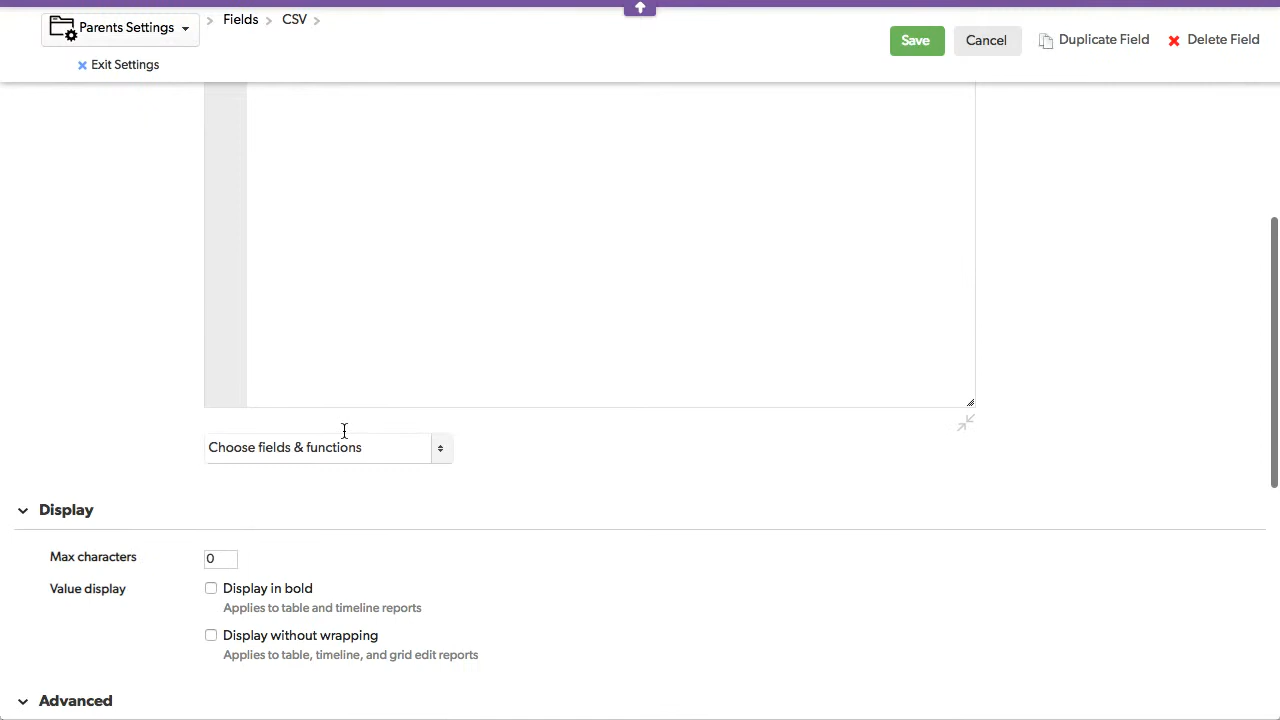 Parents Settings
Fields
CSV
Save
Cancel
Duplicate Field
Delete Field
Exit Settings
Choose fields & functions
Display
Max characters
0
Value display
Display in bold
Applies to table and timeline reports
Display without wrapping
Applies to table, timeline, and grid edit reports
Advanced